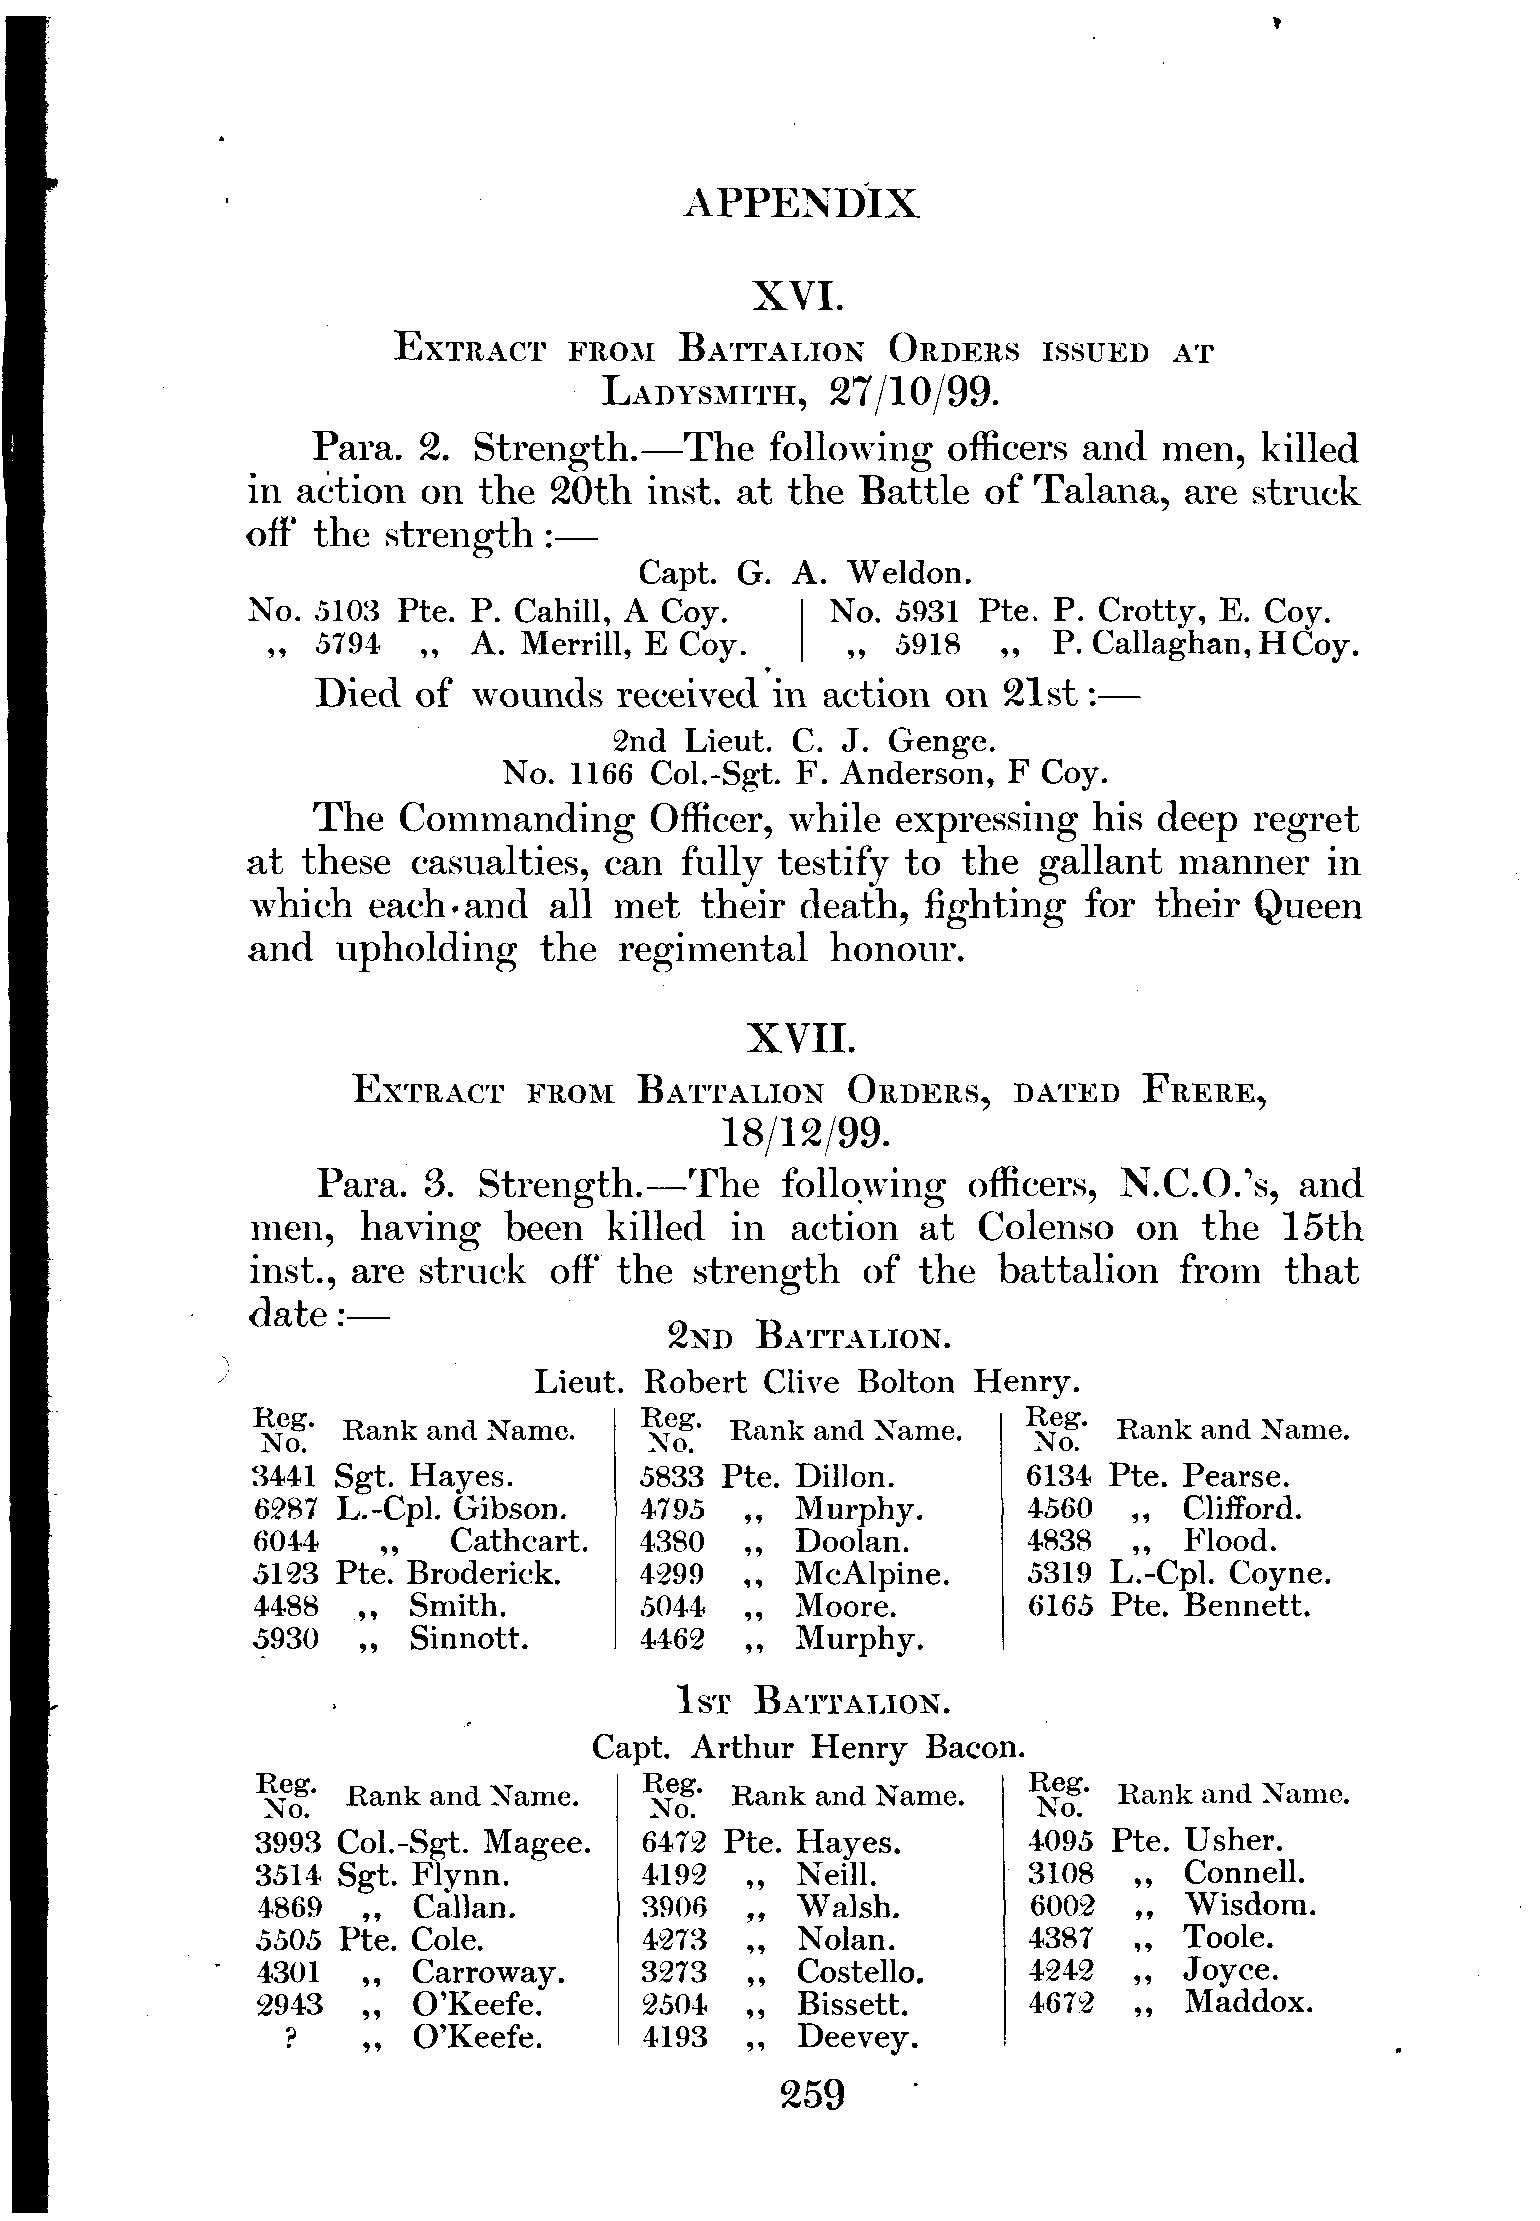 APPENDIX
XVI.
Extract from Battalion Orders issued at
Ladysmith, 27/10/99.
Para. 2. Strength.—The following officers and men, killed
in action on the 20th inst. at the Battle of Talana, are struck
off the strength :—
Capt. G. A. Weldon.
No. 5103 Pte. P. Cahill, A Coy. | No. 5931 Pte. P. Crotty, E. Coy.
„ 5794 „ A. Merrill, E Coy. | „ 5918 „ P. Callaghan, H Coy.
Died of wounds received in action on 21st :—
2nd Lieut. C. J. Genge.
No. 1166 Col.-Sgt. F. Anderson, F Coy.
The Commanding Officer, while expressing his deep regret
at these casualties, can fully testify to the gallant manner in
which each and all met their death, fighting for their Queen
and upholding the regimental honour.
XVII.
Extract from Battalion Orders, dated Frere,
18/12/99.
Para. 3. Strength.—The following officers, N.C.O.'s, and
men, having been killed in action at Colenso on the 15th
inst., are struck off the strength of the battalion from that
date :—
2nd Battalion.
Lieut. Robert Clive Bolton Henry.
Reg. No. Rank and Name. | Reg. No. Rank and Name. | Reg. No. Rank and Name.
3441 Sgt. Hayes. | 5833 Pte. Dillon. | 6134 Pte. Pearse.
6287 L.-Cpl. Gibson. | 4795 „ Murphy. | 4560 „ Clifford.
6044 „ Cathcart. | 4380 „ Doolan. | 4838 „ Flood.
5123 Pte. Broderick. | 4299 „ McAlpine. | 5319 L.-Cpl. Coyne.
4488 „ Smith. | 5044 „ Moore. | 6165 Pte. Bennett.
5930 „ Sinnott. | 4462 „ Murphy.
1st Battalion.
Capt. Arthur Henry Bacon.
Reg. No. Rank and Name. | Reg. No. Rank and Name. | Reg. No. Rank and Name.
3993 Col.-Sgt. Magee. | 6472 Pte. Hayes. | 4095 Pte. Usher.
3514 Sgt. Flynn. | 4192 „ Neill. | 3108 „ Connell.
4869 „ Callan. | 3906 „ Walsh. | 6002 „ Wisdom.
5505 Pte. Cole. | 4273 „ Nolan. | 4387 „ Toole.
4301 „ Carroway. | 3273 „ Costello. | 4242 „ Joyce.
2943 „ O'Keefe. | 2504 „ Bissett. | 4672 „ Maddox.
? „ O'Keefe. | 4193 „ Deevey.
259